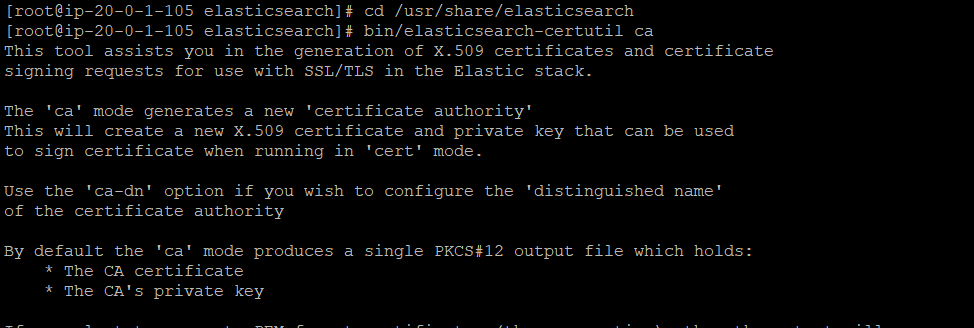 [root@ip-20-0-1-105 elasticsearch]# cd /usr/share/elasticsearch
[root@ip-20-0-1-105 elasticsearch]# bin/elasticsearch-certutil ca
This tool assists you in the generation of X.509 certificates and certificate
signing requests for use with SSL/TLS in the Elastic stack.
The 'ca' mode generates a new 'certificate authority'
This will create a new X.509 certificate and private key that can be used
to sign certificate when running in 'cert' mode.
Use the 'ca-dn' option if you wish to configure the 'distinguished name'
of the certificate authority
By default the 'ca' mode produces a single PKCS#12 output file which holds:
* The CA certificate
* The CA's private key